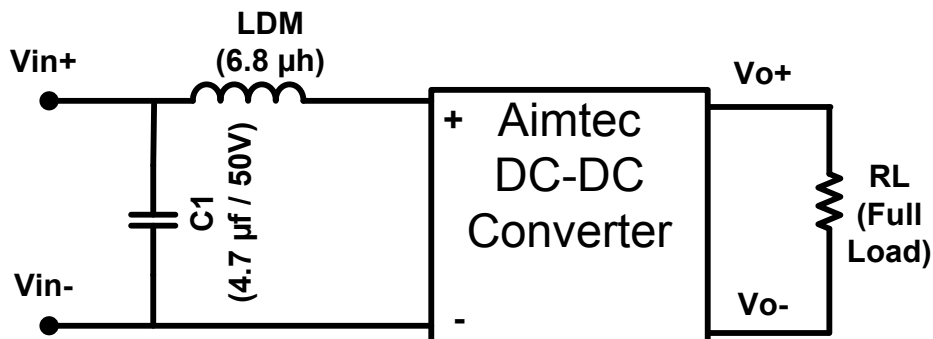 LDM
(6.8 µh)
Vin+
C1
(4.7 µf / 50V)
Vin-
+
-
Aimtec
DC-DC
Converter
Vo+
RL
(Full
Load)
Vo-